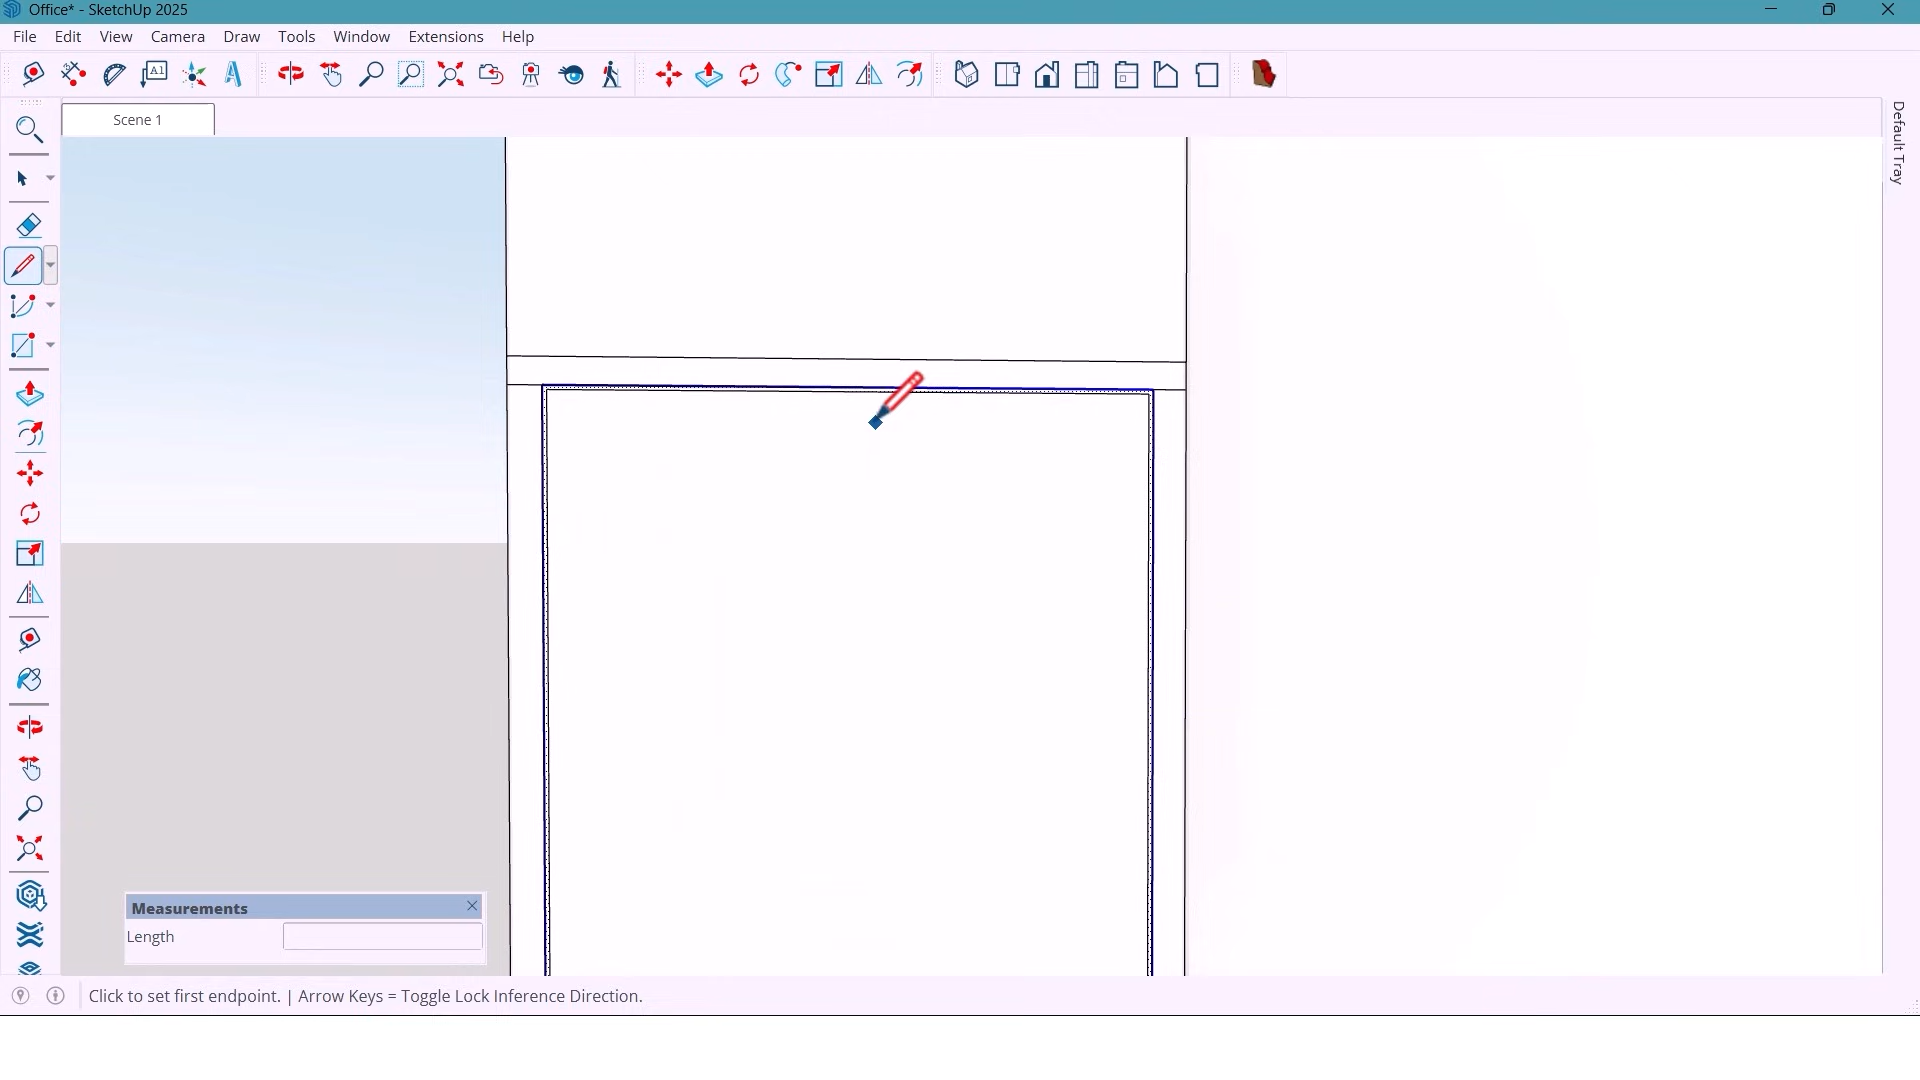 Office* - SketchUp 2025
File Edit View Camera Draw Tools Window Extensions Help
A1
Scene 1
Default Tray
Measurements
Length
Click to set first endpoint. | Arrow Keys = Toggle Lock Inference Direction.